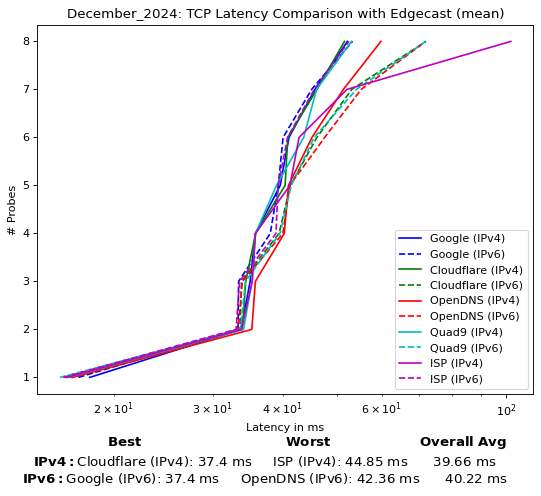 December_2024: TCP Latency Comparison with Edgecast (mean)
# Probes
8
7
6
5
4
3
2
1
Google (IPv4)
Google (IPv6)
Cloudflare (IPv4)
Cloudflare (IPv6)
OpenDNS (IPv4)
OpenDNS (IPv6)
Quad9 (IPv4)
Quad9 (IPv6)
ISP (IPv4)
ISP (IPv6)
2 × 10¹ 3 × 10¹ 4 × 10¹ 6 × 10¹ 10²
Latency in ms
Best Worst Overall Avg
IPv4: Cloudflare (IPv4): 37.4 ms ISP (IPv4): 44.85 ms 39.66 ms
IPv6: Google (IPv6): 37.4 ms OpenDNS (IPv6): 42.36 ms 40.22 ms